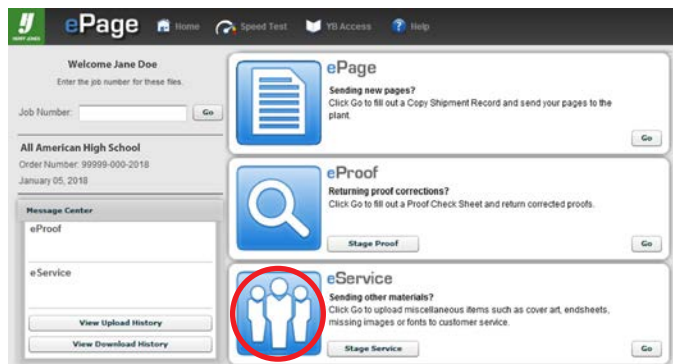 HERFF JONES
ePage
Home
Speed Test
YB Access
Help
Welcome Jane Doe
Enter the job number for these files.
Job Number:
Go
All American High School
Order Number: 99999-000-2018
January 05, 2018
Message Center
eProof
eService
View Upload History
View Download History
ePage
Sending new pages?
Click Go to fill out a Copy Shipment Record and send your pages to the
plant.
Go
eProof
Returning proof corrections?
Click Go to fill out a Proof Check Sheet and return corrected proofs.
Stage Proof
Go
eService
Sending other materials?
Click Go to upload miscellaneous items such as cover art, endsheets,
missing images or fonts to customer service.
Stage Service
Go